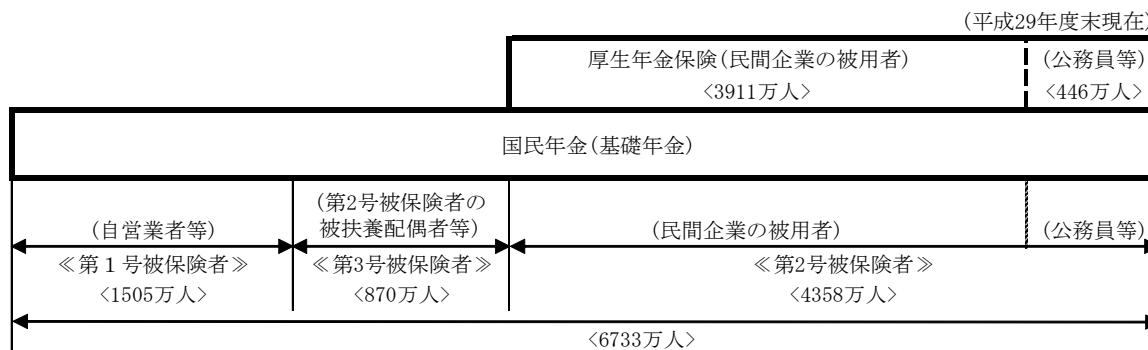 (平成29年度末現在)
厚生年金保険(民間企業の被用者)
<3911万人>
(公務員等)
<446万人>
国民年金(基礎年金)
(自営業者等)
≪第1号被保険者≫
<1505万人>
(第2号被保険者の
被扶養配偶者等)
≪第3号被保険者≫
<870万人>
(民間企業の被用者)
(公務員等)
≪第2号被保険者≫
<4358万人>
<6733万人>